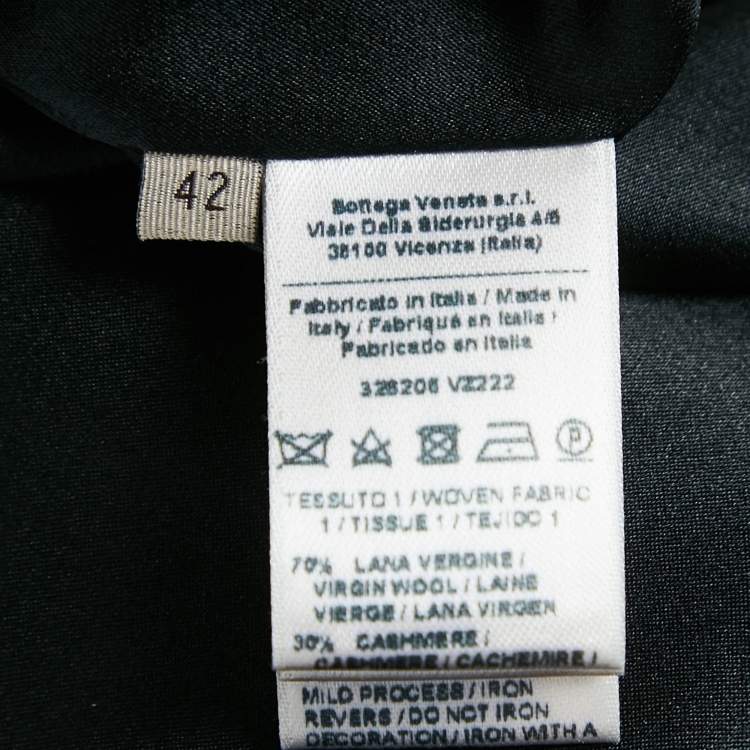 42
Bottega Veneta s.r.l.
Viale Della Siderurgia 4/6
36100 Vicenza (Italia)
Fabbricato in Italia / Made in
Italy / Fabriqué en Italie /
Fabricado en Italia
328206 VZ222
P
TESSUTO 1 / WOVEN FABRIC
1 / TISSUE 1 / TEJIDO 1
70% LANA VERGINE /
VIRGIN WOOL / LAINE
VIERGE / LANA VIRGEN
30% CASHMERE /
CASHMERE / CACHEMIRE /
MILD PROCESS / IRON
REVERS / DO NOT IRON
DECORATION / IRON WITH A